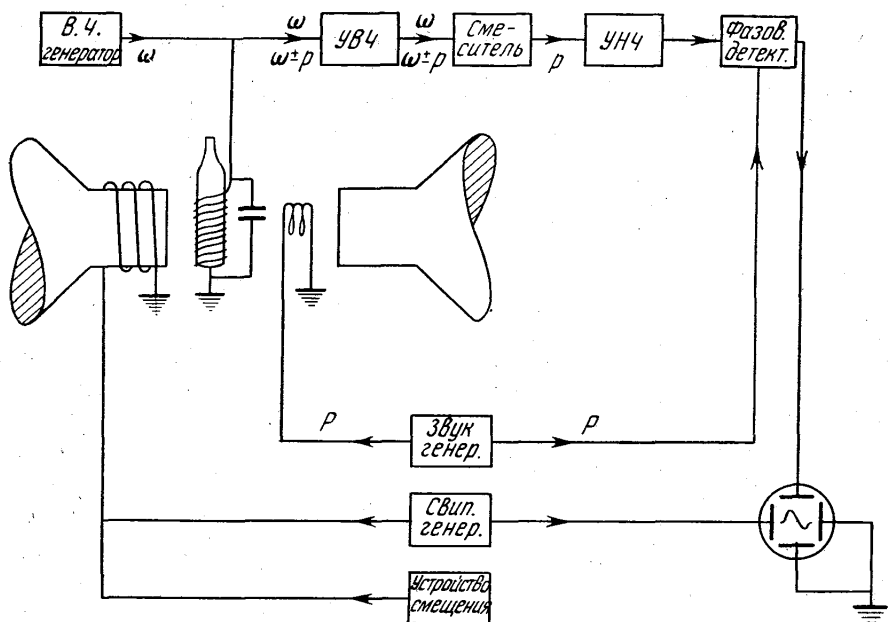 В. Ч.
генератор
ω
ω
ω±p
УВЧ
ω
ω±p
Сме-
ситель
p
УНЧ
Фазов.
детект.
P
Звук
генер.
P
Свип.
генер.
Устройство
смещения